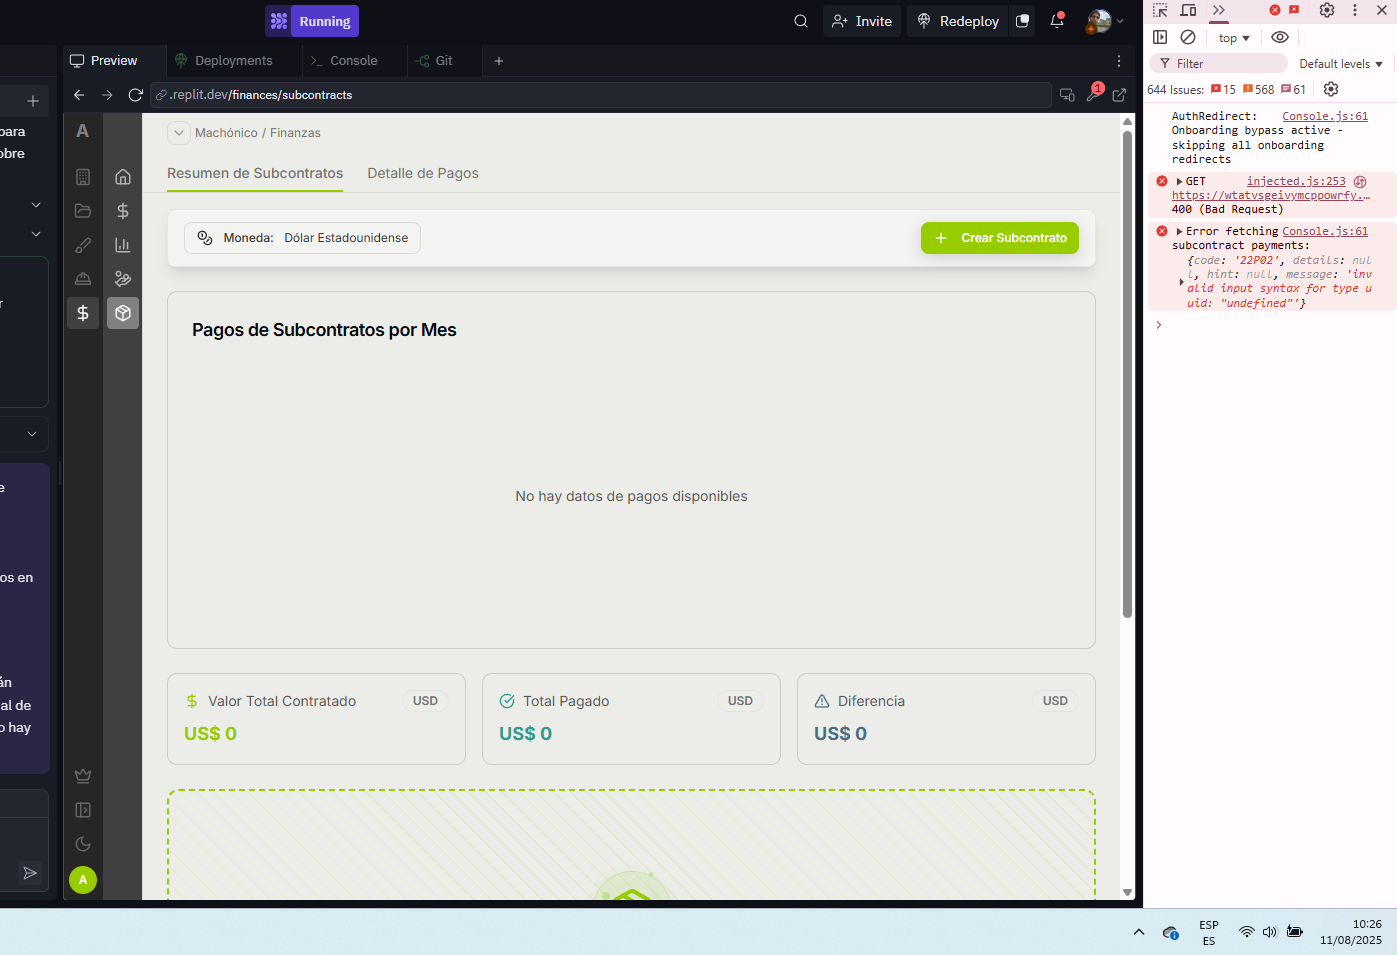 Running
Invite
Redeploy
Preview
Deployments
Console
Git
.replit.dev/finances/subcontracts
1
para
obre
r
e
os en
án
al de
o hay
A
Machónico / Finanzas
Resumen de Subcontratos
Detalle de Pagos
Moneda: Dólar Estadounidense
Crear Subcontrato
Pagos de Subcontratos por Mes
No hay datos de pagos disponibles
Valor Total Contratado USD
US$ 0
Total Pagado USD
US$ 0
Diferencia USD
US$ 0
A
top
Filter
Default levels
644 Issues: 15 568 61
AuthRedirect: Console.js:61
Onboarding bypass active -
skipping all onboarding
redirects
GET injected.js:253
https://wtatvsgeivymcppowrfy.…
400 (Bad Request)
Error fetching Console.js:61
subcontract payments:
{code: '22P02', details: nul
l, hint: null, message: 'inv
alid input syntax for type u
uid: "undefined"'}
ESP
ES
10:26
11/08/2025